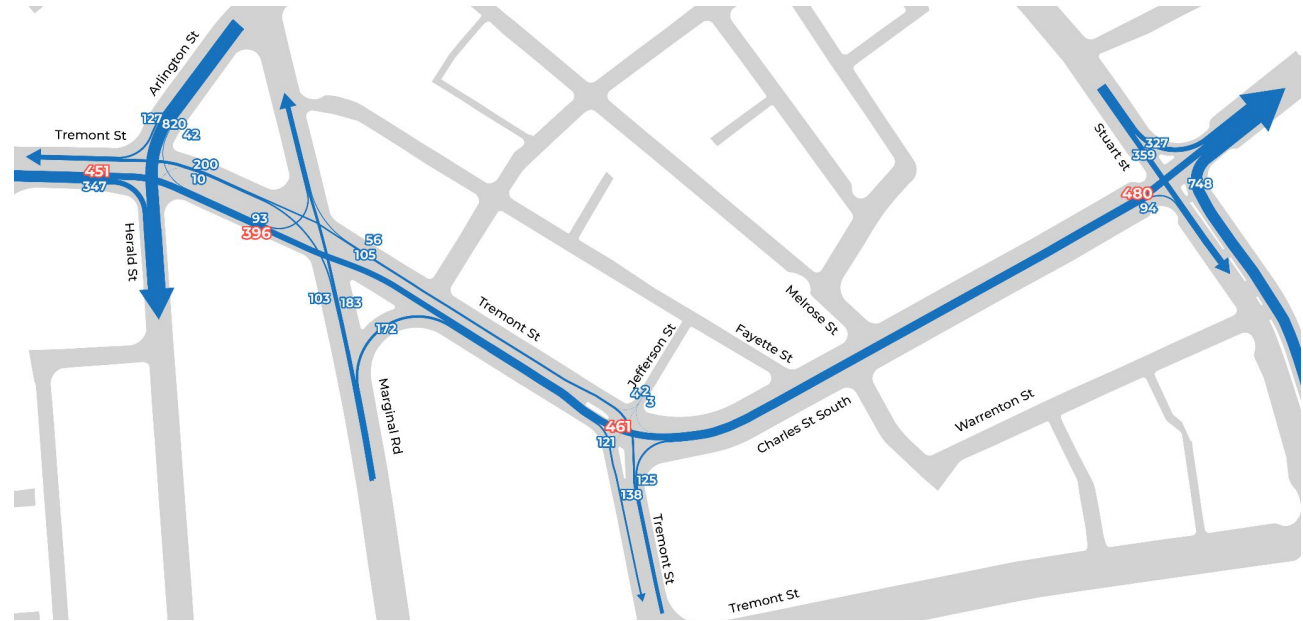 Arlington St
127
820
42
Tremont St
451
347
200
10
Herald St
93
396
56
105
103
183
172
Marginal Rd
Tremont St
Jefferson St
42
3
461
121
125
138
Tremont St
Tremont St
Melrose St
Fayette St
Charles St South
Warrenton St
Stuart st
327
359
748
480
94